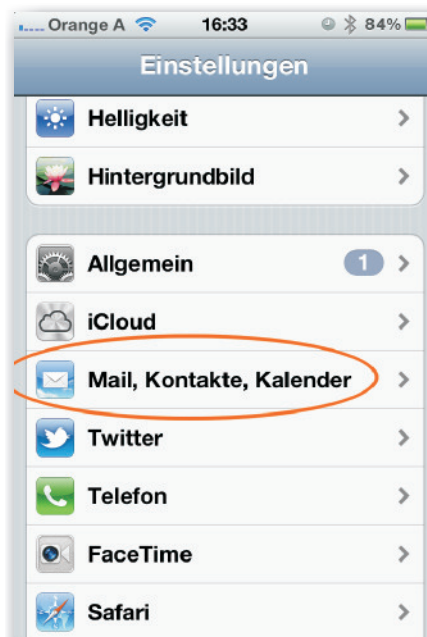 Orange A 16:33 84%
Einstellungen
Helligkeit
Hintergrundbild
Allgemein 1
iCloud
Mail, Kontakte, Kalender
Twitter
Telefon
FaceTime
Safari